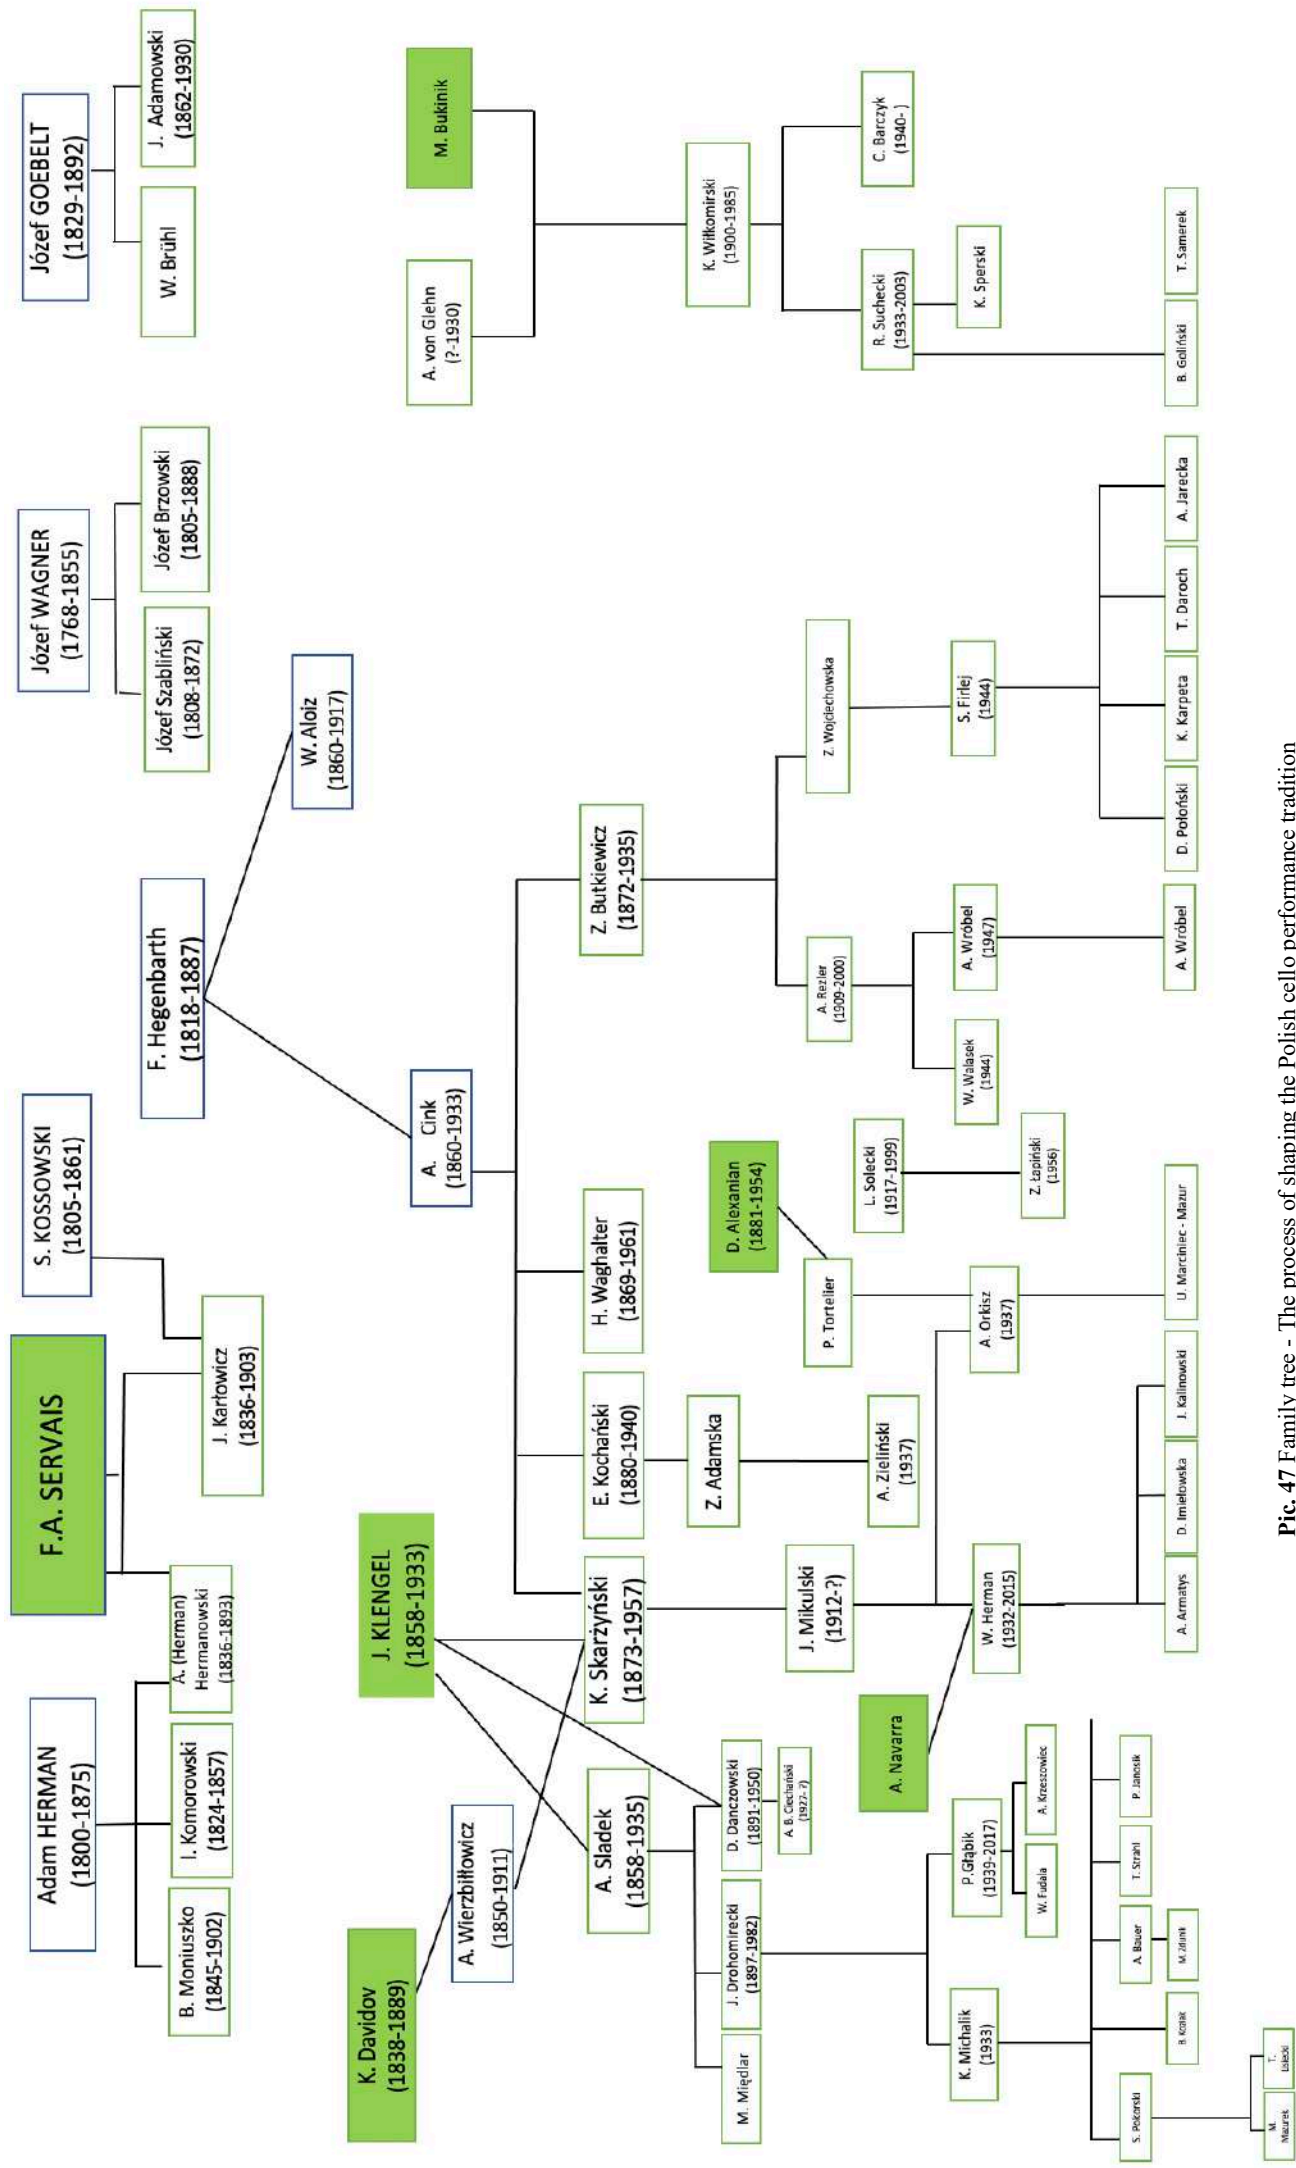 Adam HERMAN
(1800-1875)
F.A. SERVAIS
S. KOSSOWSKI
(1805-1861)
Józef WAGNER
(1768-1855)
Józef GOEBELT
(1829-1892)
B. Moniuszko
(1845-1902)
I. Komorowski
(1824-1857)
A. (Herman)
Hermanowski
(1836-1893)
J. Karłowicz
(1836-1903)
F. Hegenbarth
(1818-1887)
Józef Szabliński
(1808-1872)
Józef Brzowski
(1805-1888)
W. Brühl
J. Adamowski
(1862-1930)
W. Aloiz
(1860-1917)
K. Davidov
(1838-1889)
J. KLENGEL
(1858-1933)
A. Wierzbiłłowicz
(1850-1911)
A. Cink
(1860-1933)
A. von Glehn
(?-1930)
M. Bukinik
A. Sladek
(1858-1935)
K. Skarżyński
(1873-1957)
E. Kochański
(1880-1940)
H. Waghalter
(1869-1961)
Z. Butkiewicz
(1872-1935)
M. Międlar
J. Drohomirecki
(1897-1982)
D. Danczowski
(1891-1950)
A. B. Ciechański
(1927-?)
Z. Adamska
D. Alexanian
(1881-1954)
K. Wiłkomirski
(1900-1985)
J. Mikulski
(1912-?)
P. Tortelier
A. Rezler
(1909-2000)
Z. Wojciechowska
A. Navarra
A. Zieliński
(1937)
L. Solecki
(1917-1999)
R. Suchecki
(1933-2003)
C. Barczyk
(1940- )
K. Michalik
(1933)
P.Głąbik
(1939-2017)
W. Herman
(1932-2015)
A. Orkisz
(1937)
W. Walasek
(1944)
A. Wróbel
(1947)
S. Firlej
(1944)
K. Sperski
W. Fudala
A. Krzeszowiec
Z. Łapiński
(1956)
S. Pokorski
B. Kozak
A. Bauer
M. Zdunik
T. Strahl
P. Janosik
A. Armatys
D. Imiełowska
J. Kalinowski
U. Marciniec - Mazur
A. Wróbel
D. Połoński
K. Karpeta
T. Daroch
A. Jarecka
B. Goliński
T. Samerek
M.
Mazurek
T.
Lisiecki
Pic. 47 Family tree - The process of shaping the Polish cello performance tradition